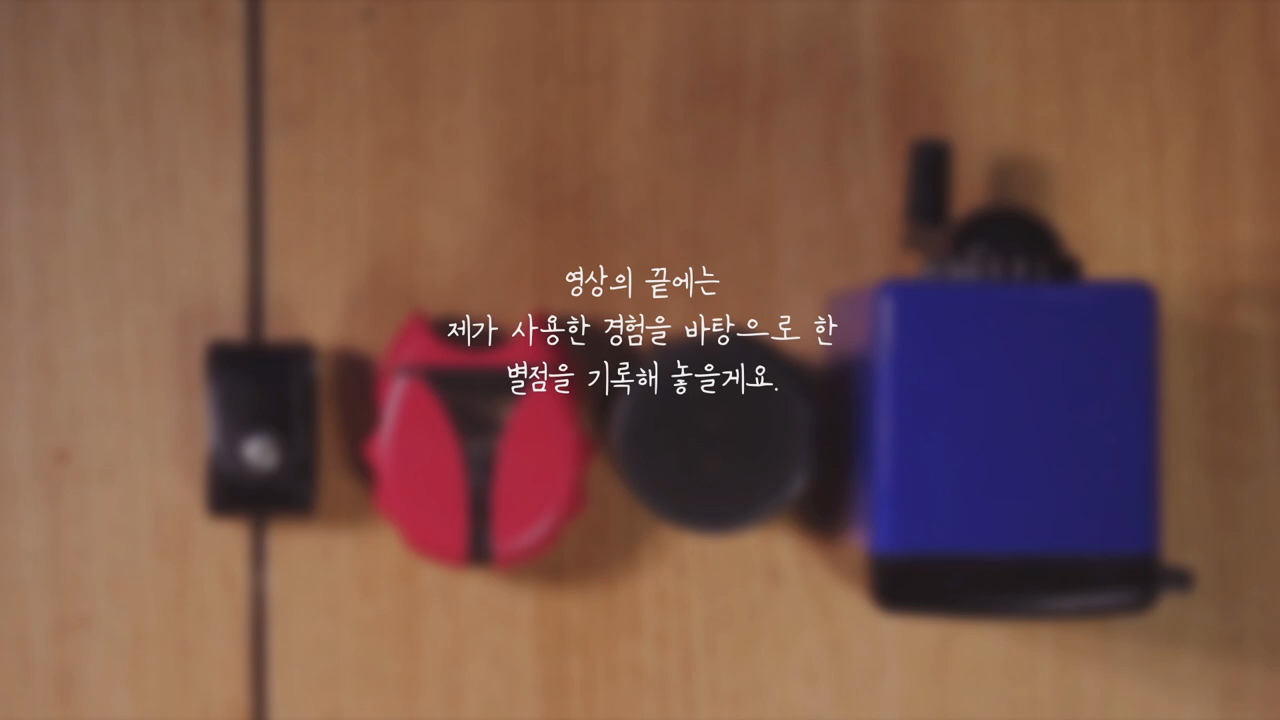 영상의 끝에는
제가 사용한 경험을 바탕으로 한
별점을 기록해 놓을게요.